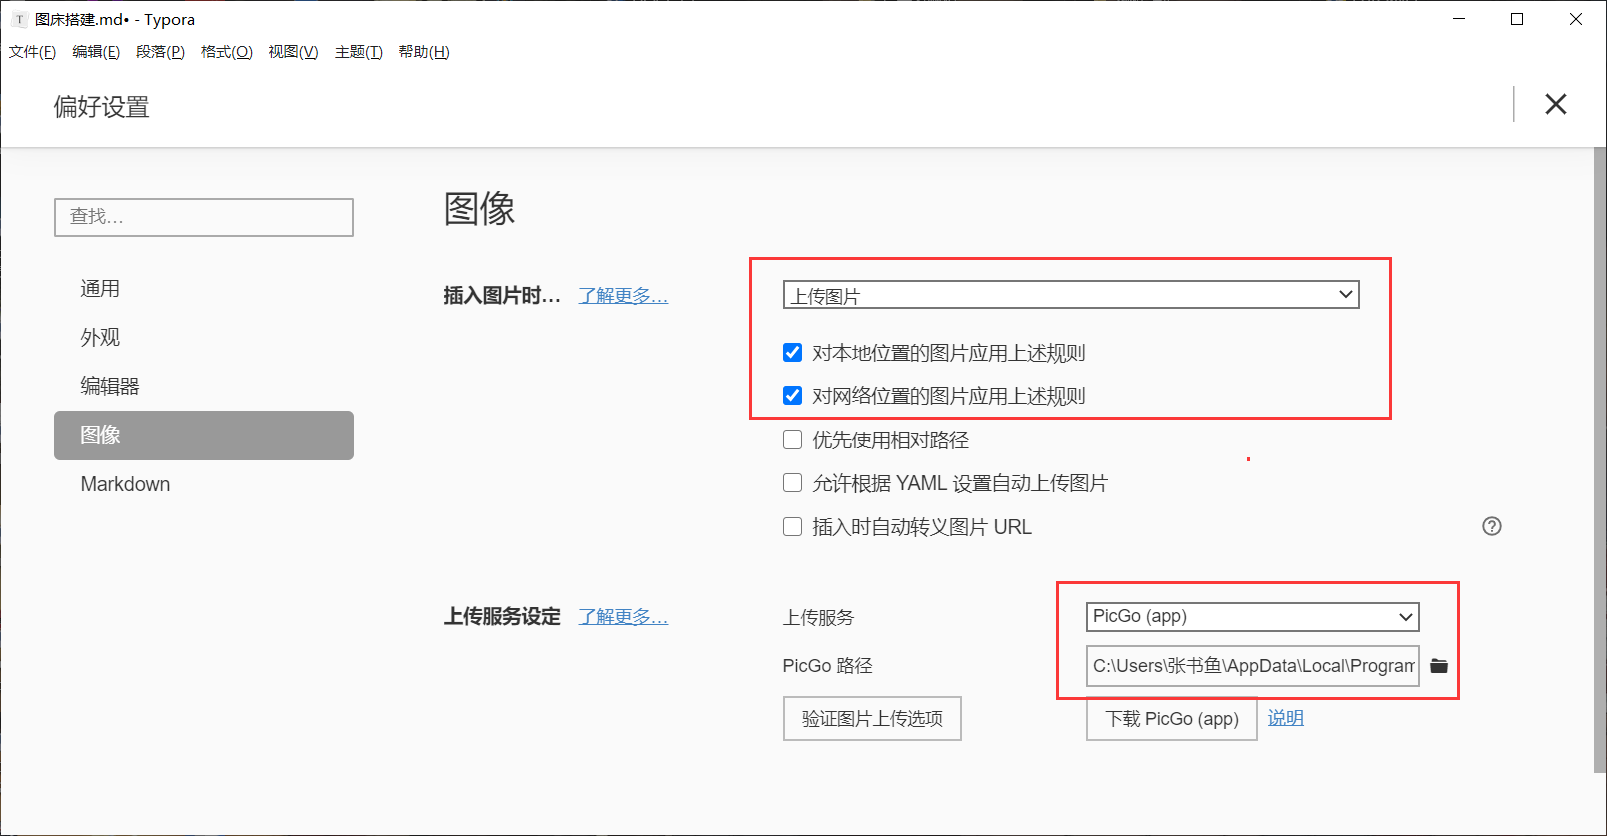 T 图床搭建.md• - Typora
文件(F) 编辑(E) 段落(P) 格式(O) 视图(V) 主题(T) 帮助(H)
偏好设置
查找...
通用
外观
编辑器
图像
Markdown
图像
插入图片时... 了解更多...
上传图片
对本地位置的图片应用上述规则
对网络位置的图片应用上述规则
优先使用相对路径
允许根据 YAML 设置自动上传图片
插入时自动转义图片 URL
上传服务设定 了解更多...
上传服务 PicGo (app)
PicGo 路径 C:\Users\张书鱼\AppData\Local\Program
验证图片上传选项 下载 PicGo (app) 说明